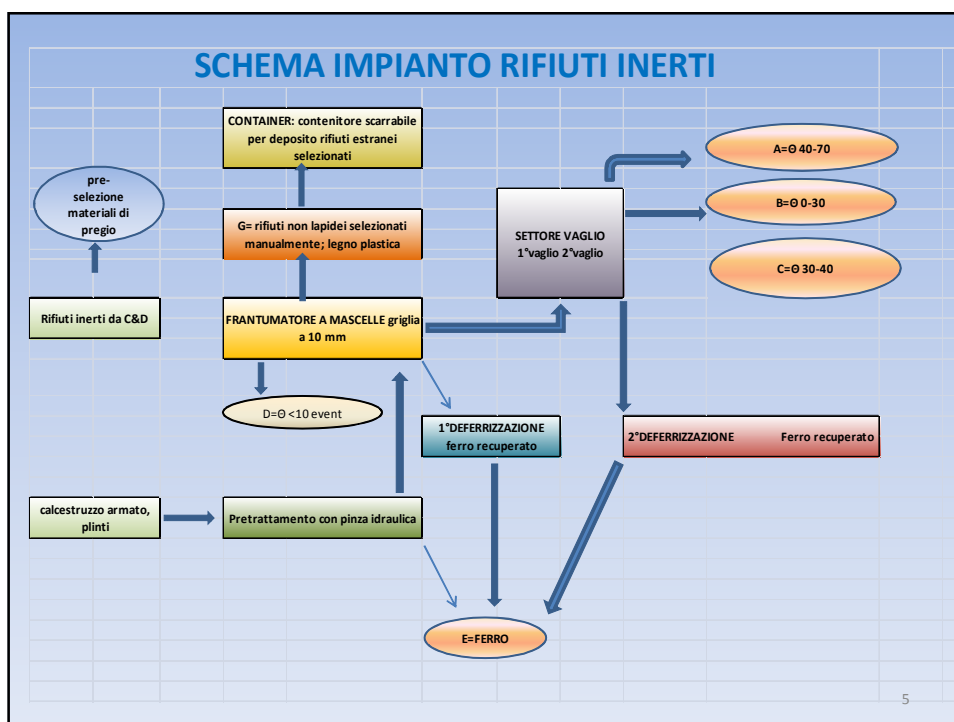 SCHEMA IMPIANTO RIFIUTI INERTI
CONTAINER: contenitore scarrabile
per deposito rifiuti estranei
selezionati
A=Θ 40-70
pre-
selezione
materiali di
pregio
B=Θ 0-30
G= rifiuti non lapidei selezionati
manualmente; legno plastica
SETTORE VAGLIO
1°vaglio 2°vaglio
C=Θ 30-40
Rifiuti inerti da C&D
FRANTUMATORE A MASCELLE griglia
a 10 mm
D=Θ <10 event
1°DEFERRIZZAZIONE
ferro recuperato
2°DEFERRIZZAZIONE Ferro recuperato
calcestruzzo armato,
plinti
Pretrattamento con pinza idraulica
E=FERRO
5